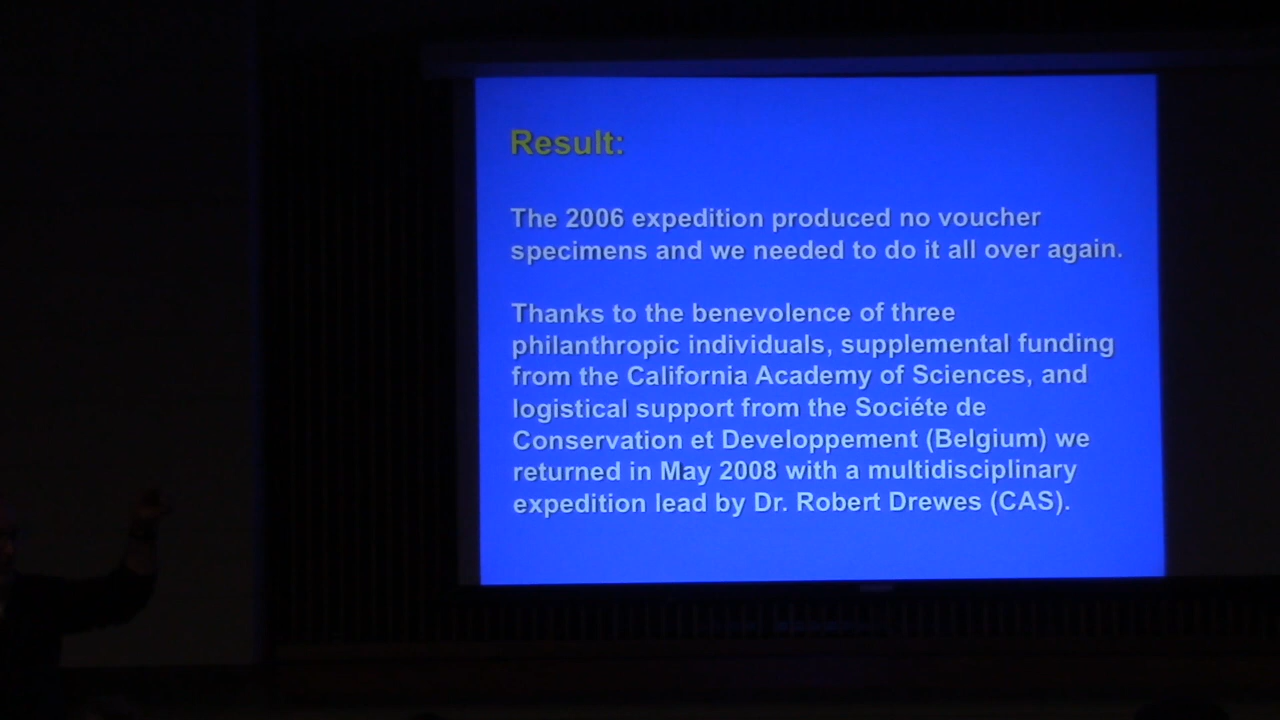 Result:
The 2006 expedition produced no voucher
specimens and we needed to do it all over again.
Thanks to the benevolence of three
philanthropic individuals, supplemental funding
from the California Academy of Sciences, and
logistical support from the Sociéte de
Conservation et Developpement (Belgium) we
returned in May 2008 with a multidisciplinary
expedition lead by Dr. Robert Drewes (CAS).